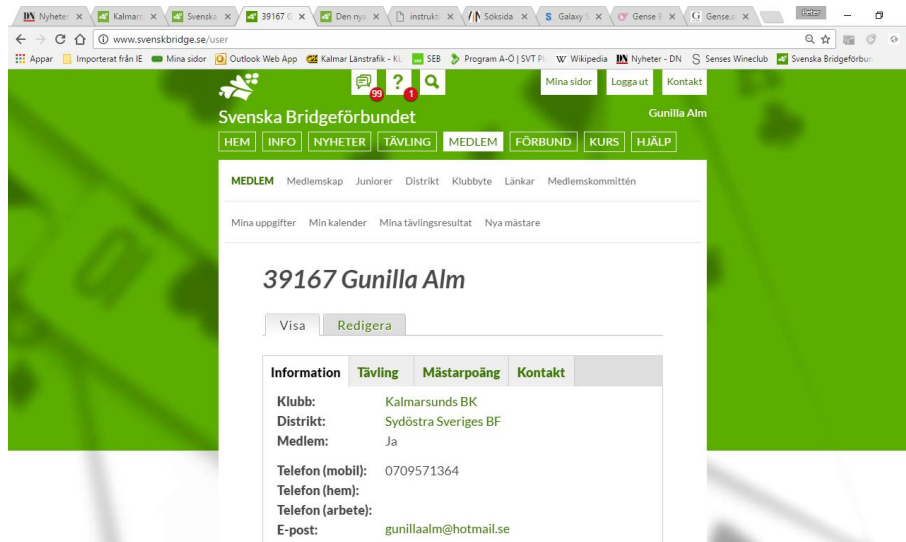 Nyheter
Kalmars
Svenska
39167 G
Den nya
instrukti
Söksida
Galaxy S
Gense
Gense.s
Peter
www.svenskbridge.se/user
Appar Importerat från IE Mina sidor Outlook Web App Kalmar Länstrafik - KL SEB Program A-Ö | SVT Pl Wikipedia Nyheter - DN Senses Wineclub Svenska Bridgeförbun
99 ? 1 Mina sidor Logga ut Kontakt
Svenska Bridgeförbundet Gunilla Alm
HEM INFO NYHETER TÄVLING MEDLEM FÖRBUND KURS HJÄLP
MEDLEM Medlemskap Juniorer Distrikt Klubbyte Länkar Medlemskommittén
Mina uppgifter Min kalender Mina tävlingsresultat Nya mästare
39167 Gunilla Alm
Visa Redigera
Information Tävling Mästarpoäng Kontakt
Klubb: Kalmarsunds BK
Distrikt: Sydöstra Sveriges BF
Medlem: Ja
Telefon (mobil): 0709571364
Telefon (hem):
Telefon (arbete):
E-post: gunillaalm@hotmail.se